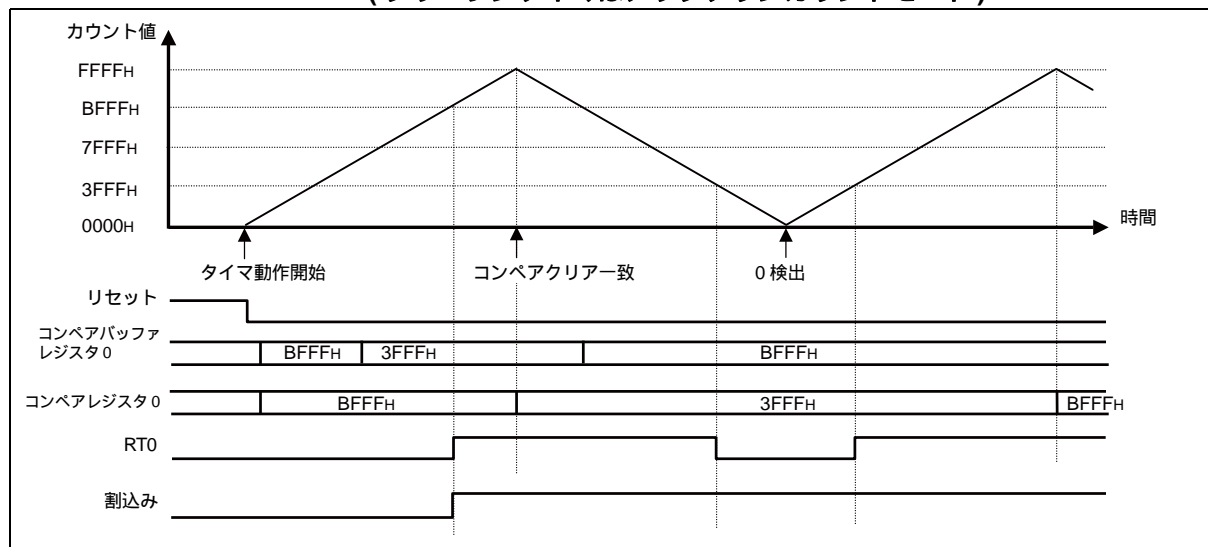 カウント値
FFFFH
BFFFH
7FFFH
3FFFH
0000H
時間
タイマ動作開始
コンペアクリア一致
0 検出
リセット
コンペアバッファ
レジスタ 0
BFFFH 3FFFH BFFFH
コンペアレジスタ 0
BFFFH 3FFFH BFFFH
RT0
割込み